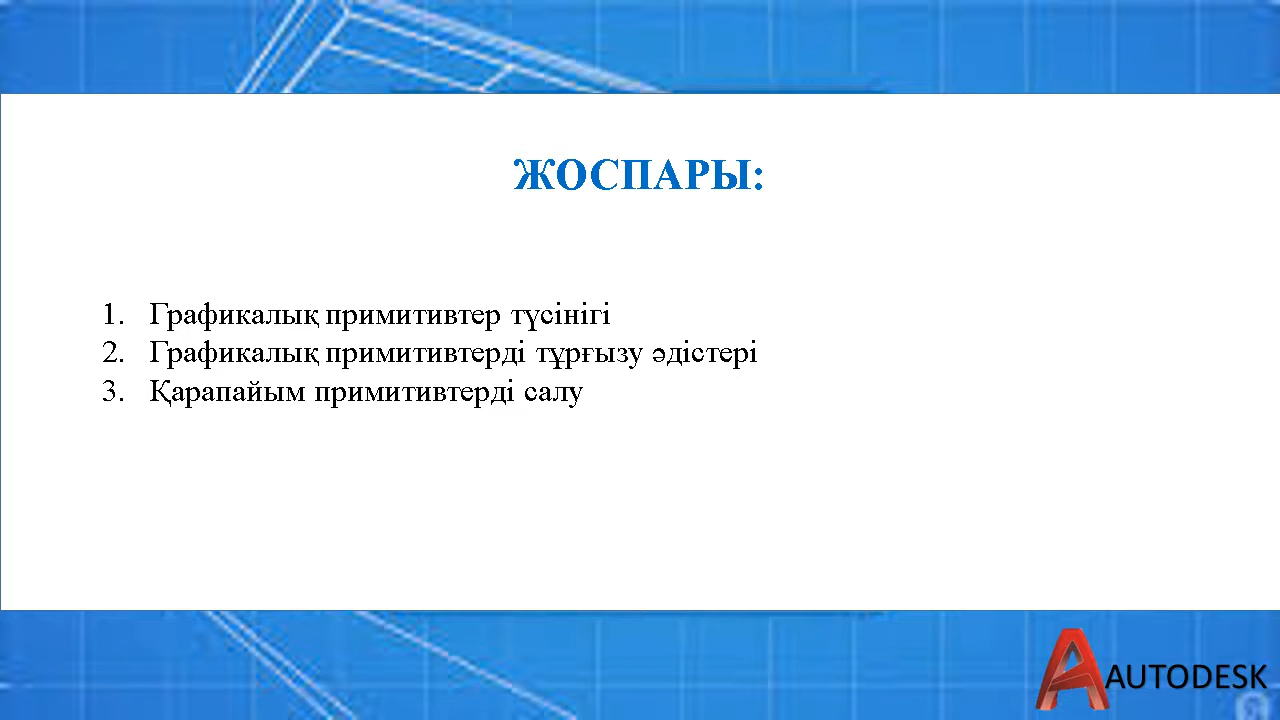 ЖОСПАРЫ:
1. Графикалық примитивтер түсінігі
2. Графикалық примитивтерді тұрғызу әдістері
3. Қарапайым примитивтерді салу
AUTODESK